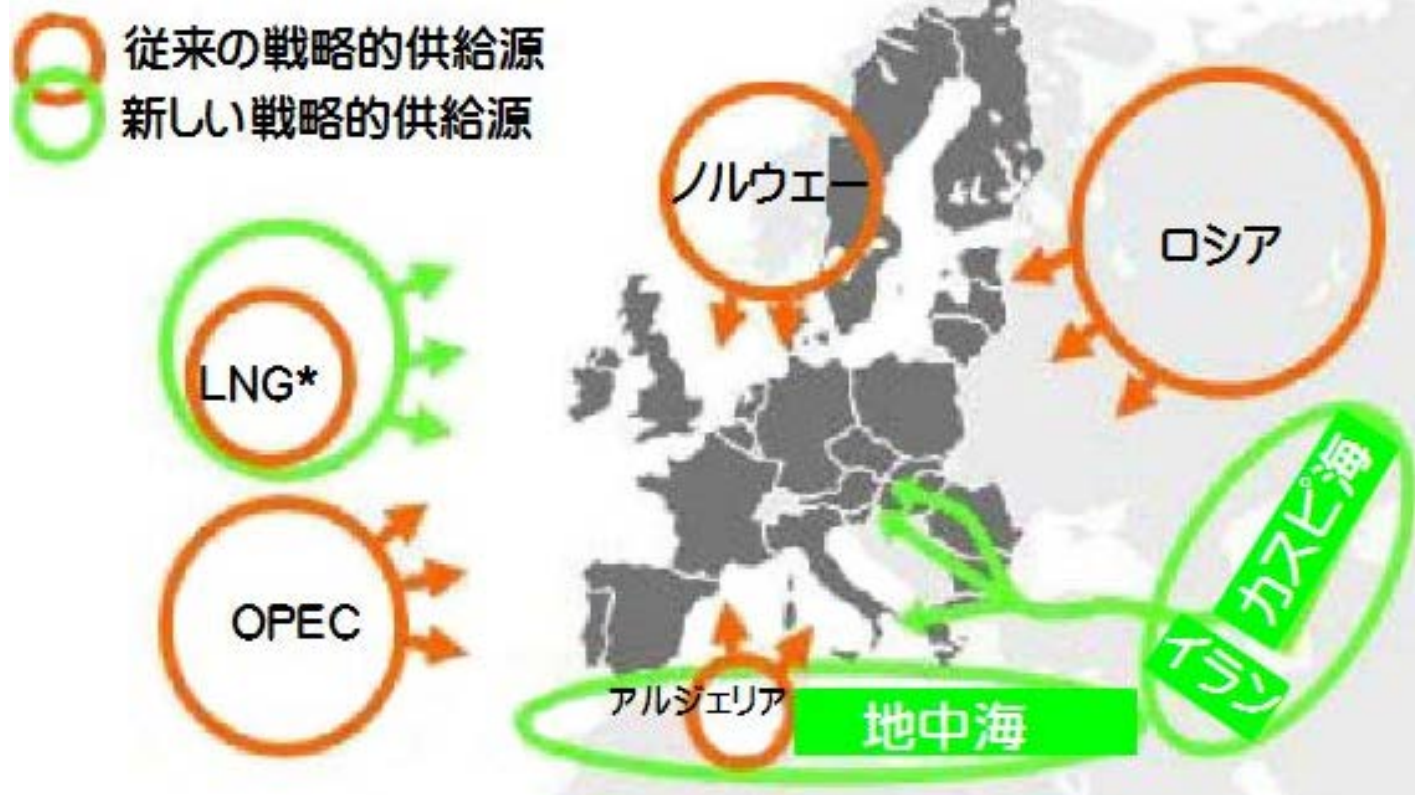 従来の戦略的供給源
新しい戦略的供給源
ノルウェー
ロシア
LNG*
OPEC
カスピ海
イラン
アルジェリア
地中海